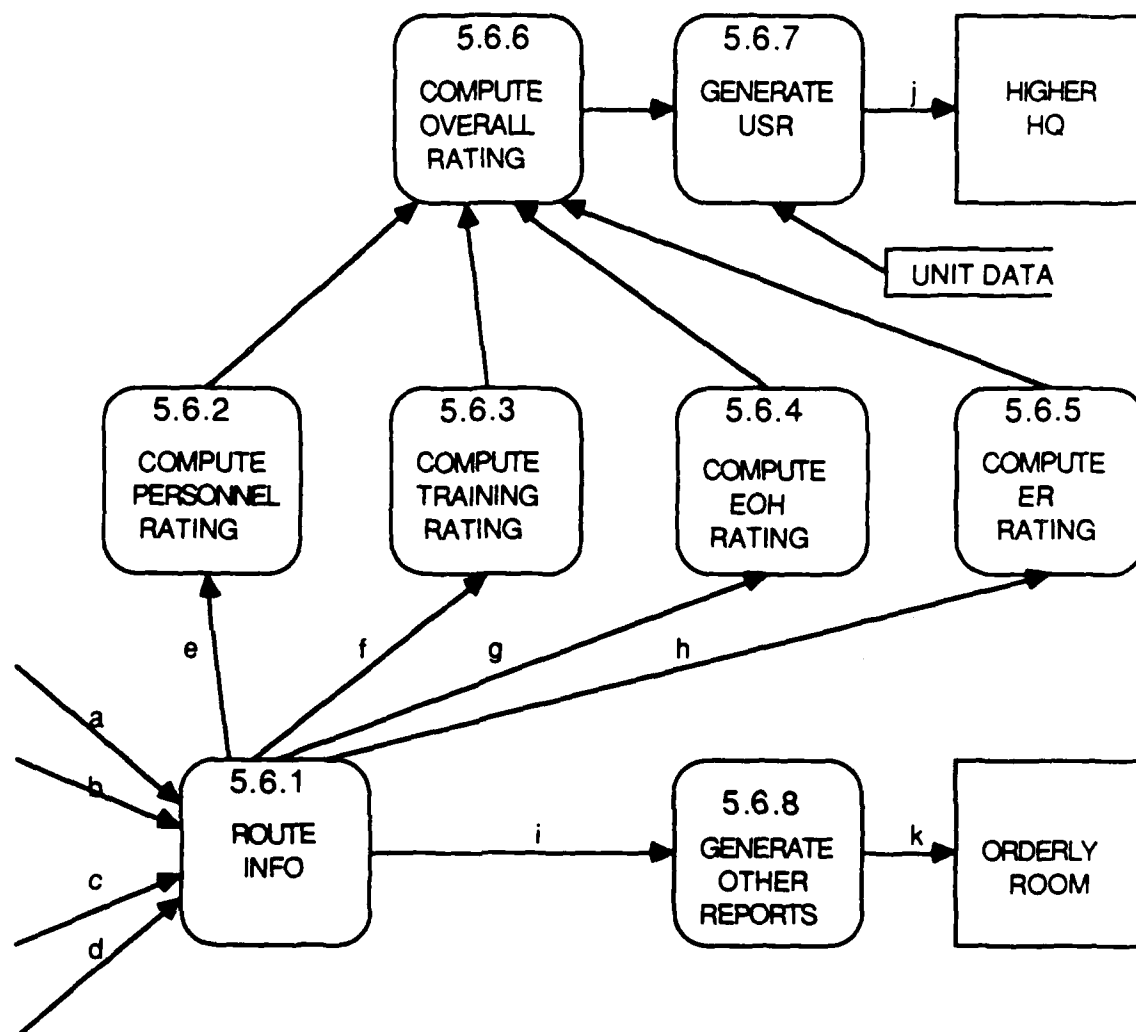 5.6.6
COMPUTE
OVERALL
RATING
5.6.7
GENERATE
USR
j
HIGHER
HQ
UNIT DATA
5.6.2
COMPUTE
PERSONNEL
RATING
5.6.3
COMPUTE
TRAINING
RATING
5.6.4
COMPUTE
EOH
RATING
5.6.5
COMPUTE
ER
RATING
e
f
g
h
a
b
c
d
5.6.1
ROUTE
INFO
i
5.6.8
GENERATE
OTHER
REPORTS
k
ORDERLY
ROOM